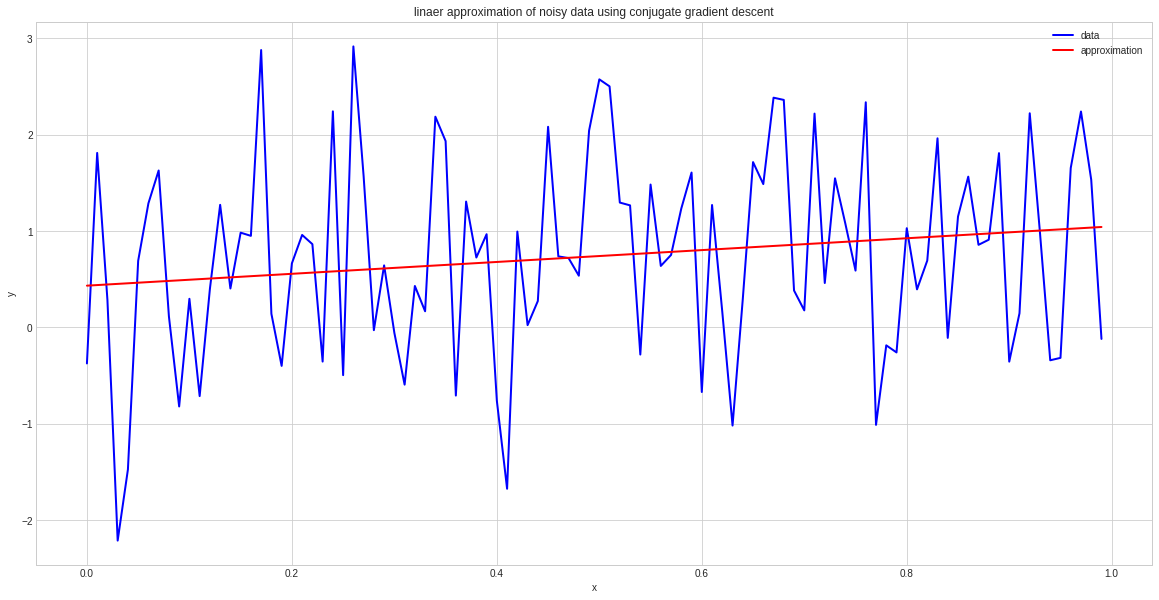 linaer approximation of noisy data using conjugate gradient descent
data
approximation
3
2
1
0
−1
−2
y
0.0 0.2 0.4 0.6 0.8 1.0
x